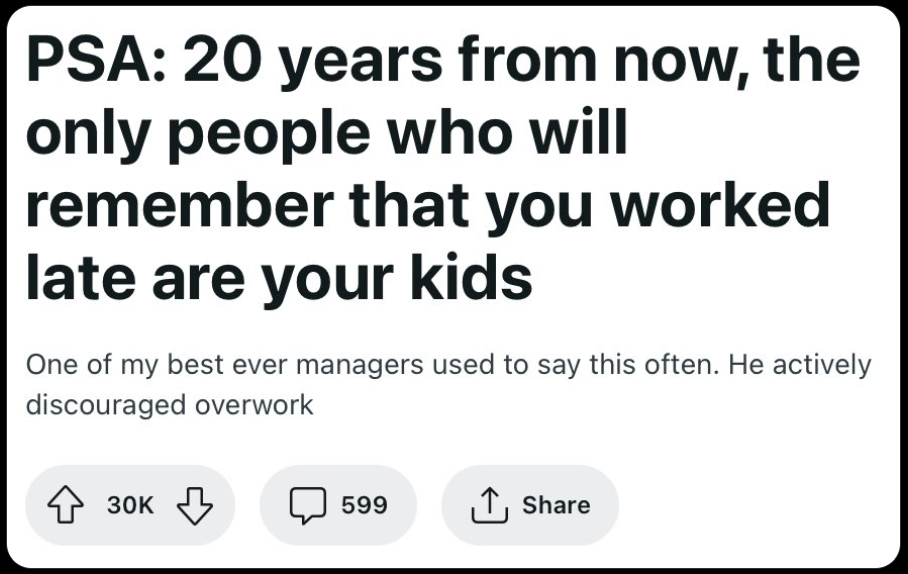 PSA: 20 years from now, the
only people who will
remember that you worked
late are your kids
One of my best ever managers used to say this often. He actively
discouraged overwork
30K
599
Share